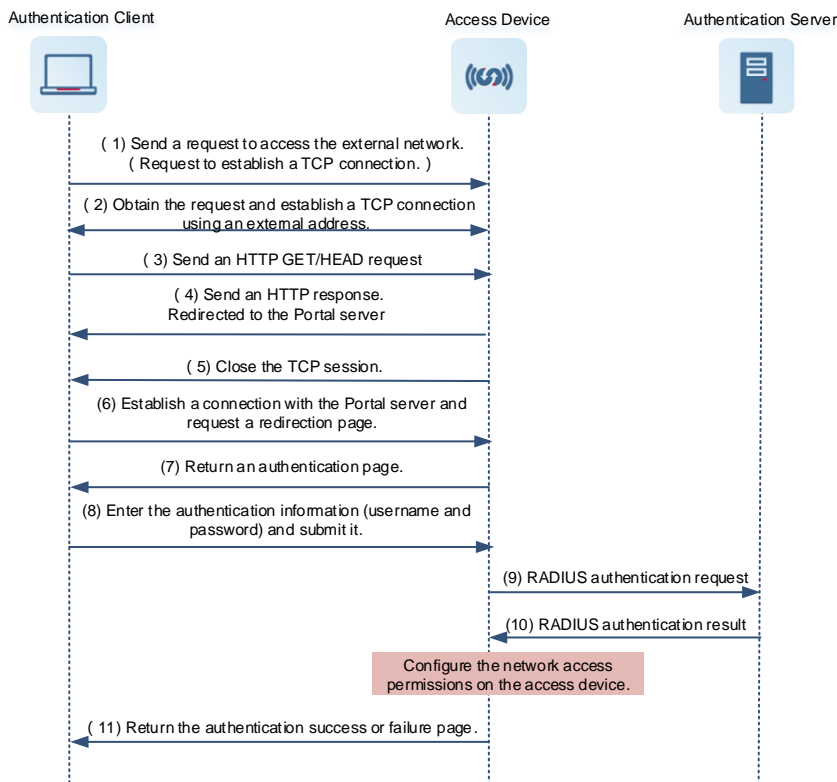 Authentication Client
Access Device
Authentication Server
( 1) Send a request to access the external network.
( Request to establish a TCP connection. )
( 2) Obtain the request and establish a TCP connection
using an external address.
( 3) Send an HTTP GET/HEAD request
( 4) Send an HTTP response.
Redirected to the Portal server
( 5) Close the TCP session.
(6) Establish a connection with the Portal server and
request a redirection page.
(7) Return an authentication page.
(8) Enter the authentication information (username and
password) and submit it.
(9) RADIUS authentication request
(10) RADIUS authentication result
Configure the network access
permissions on the access device.
( 11) Return the authentication success or failure page.